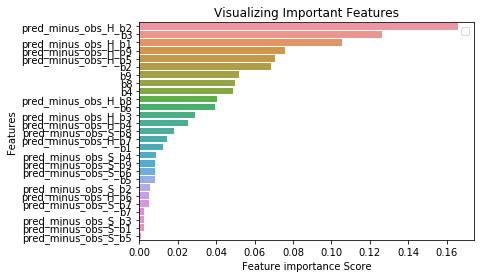 Visualizing Important Features
pred_minus_obs_H_b2
b3
pred_minus_obs_H_b1
pred_minus_obs_H_b9
pred_minus_obs_H_b5
b2
b9
b8
b4
pred_minus_obs_H_b8
b6
pred_minus_obs_H_b3
pred_minus_obs_H_b4
pred_minus_obs_S_b8
pred_minus_obs_H_b7
b1
pred_minus_obs_S_b4
pred_minus_obs_S_b9
pred_minus_obs_S_b6
b5
pred_minus_obs_S_b2
pred_minus_obs_H_b6
pred_minus_obs_S_b7
b7
pred_minus_obs_S_b3
pred_minus_obs_S_b1
pred_minus_obs_S_b5
Features
0.00 0.02 0.04 0.06 0.08 0.10 0.12 0.14 0.16
Feature importance Score